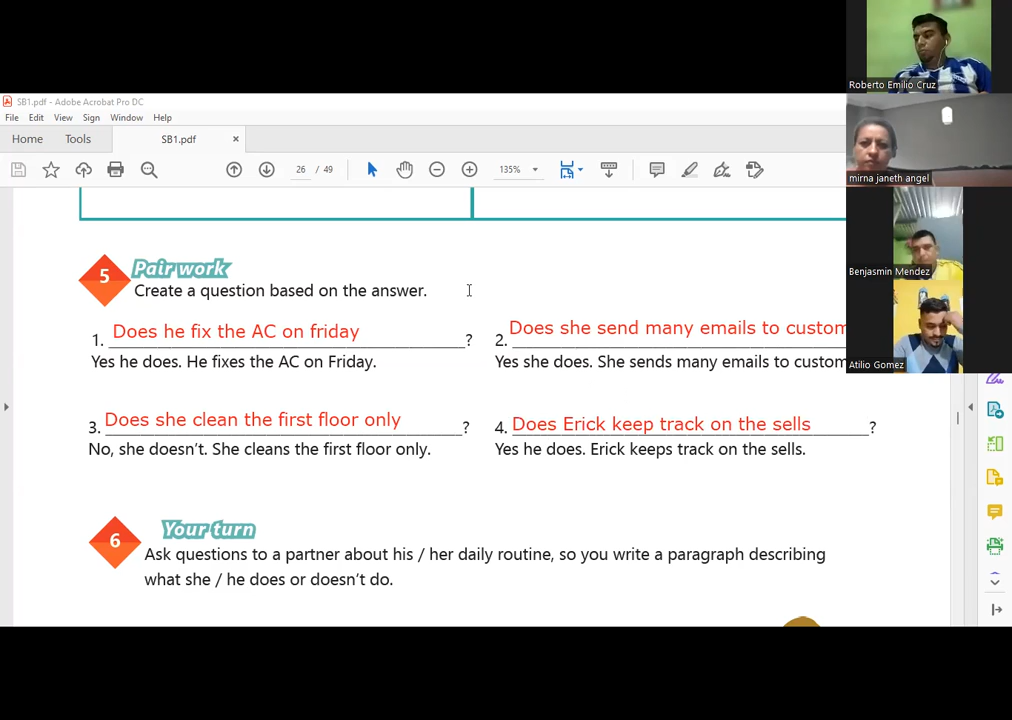 Roberto Emilio Cruz
mirna janeth angel
Benjasmin Mendez
Atilio Gomez
SB1.pdf - Adobe Acrobat Pro DC
File Edit View Sign Window Help
Home Tools SB1.pdf ×
26 / 49 135%
5 Pair work
Create a question based on the answer.
1. Does he fix the AC on friday ?
Yes he does. He fixes the AC on Friday.
2. Does she send many emails to custom
Yes she does. She sends many emails to custom
3. Does she clean the first floor only ?
No, she doesn't. She cleans the first floor only.
4. Does Erick keep track on the sells ?
Yes he does. Erick keeps track on the sells.
6 Your turn
Ask questions to a partner about his / her daily routine, so you write a paragraph describing
what she / he does or doesn't do.